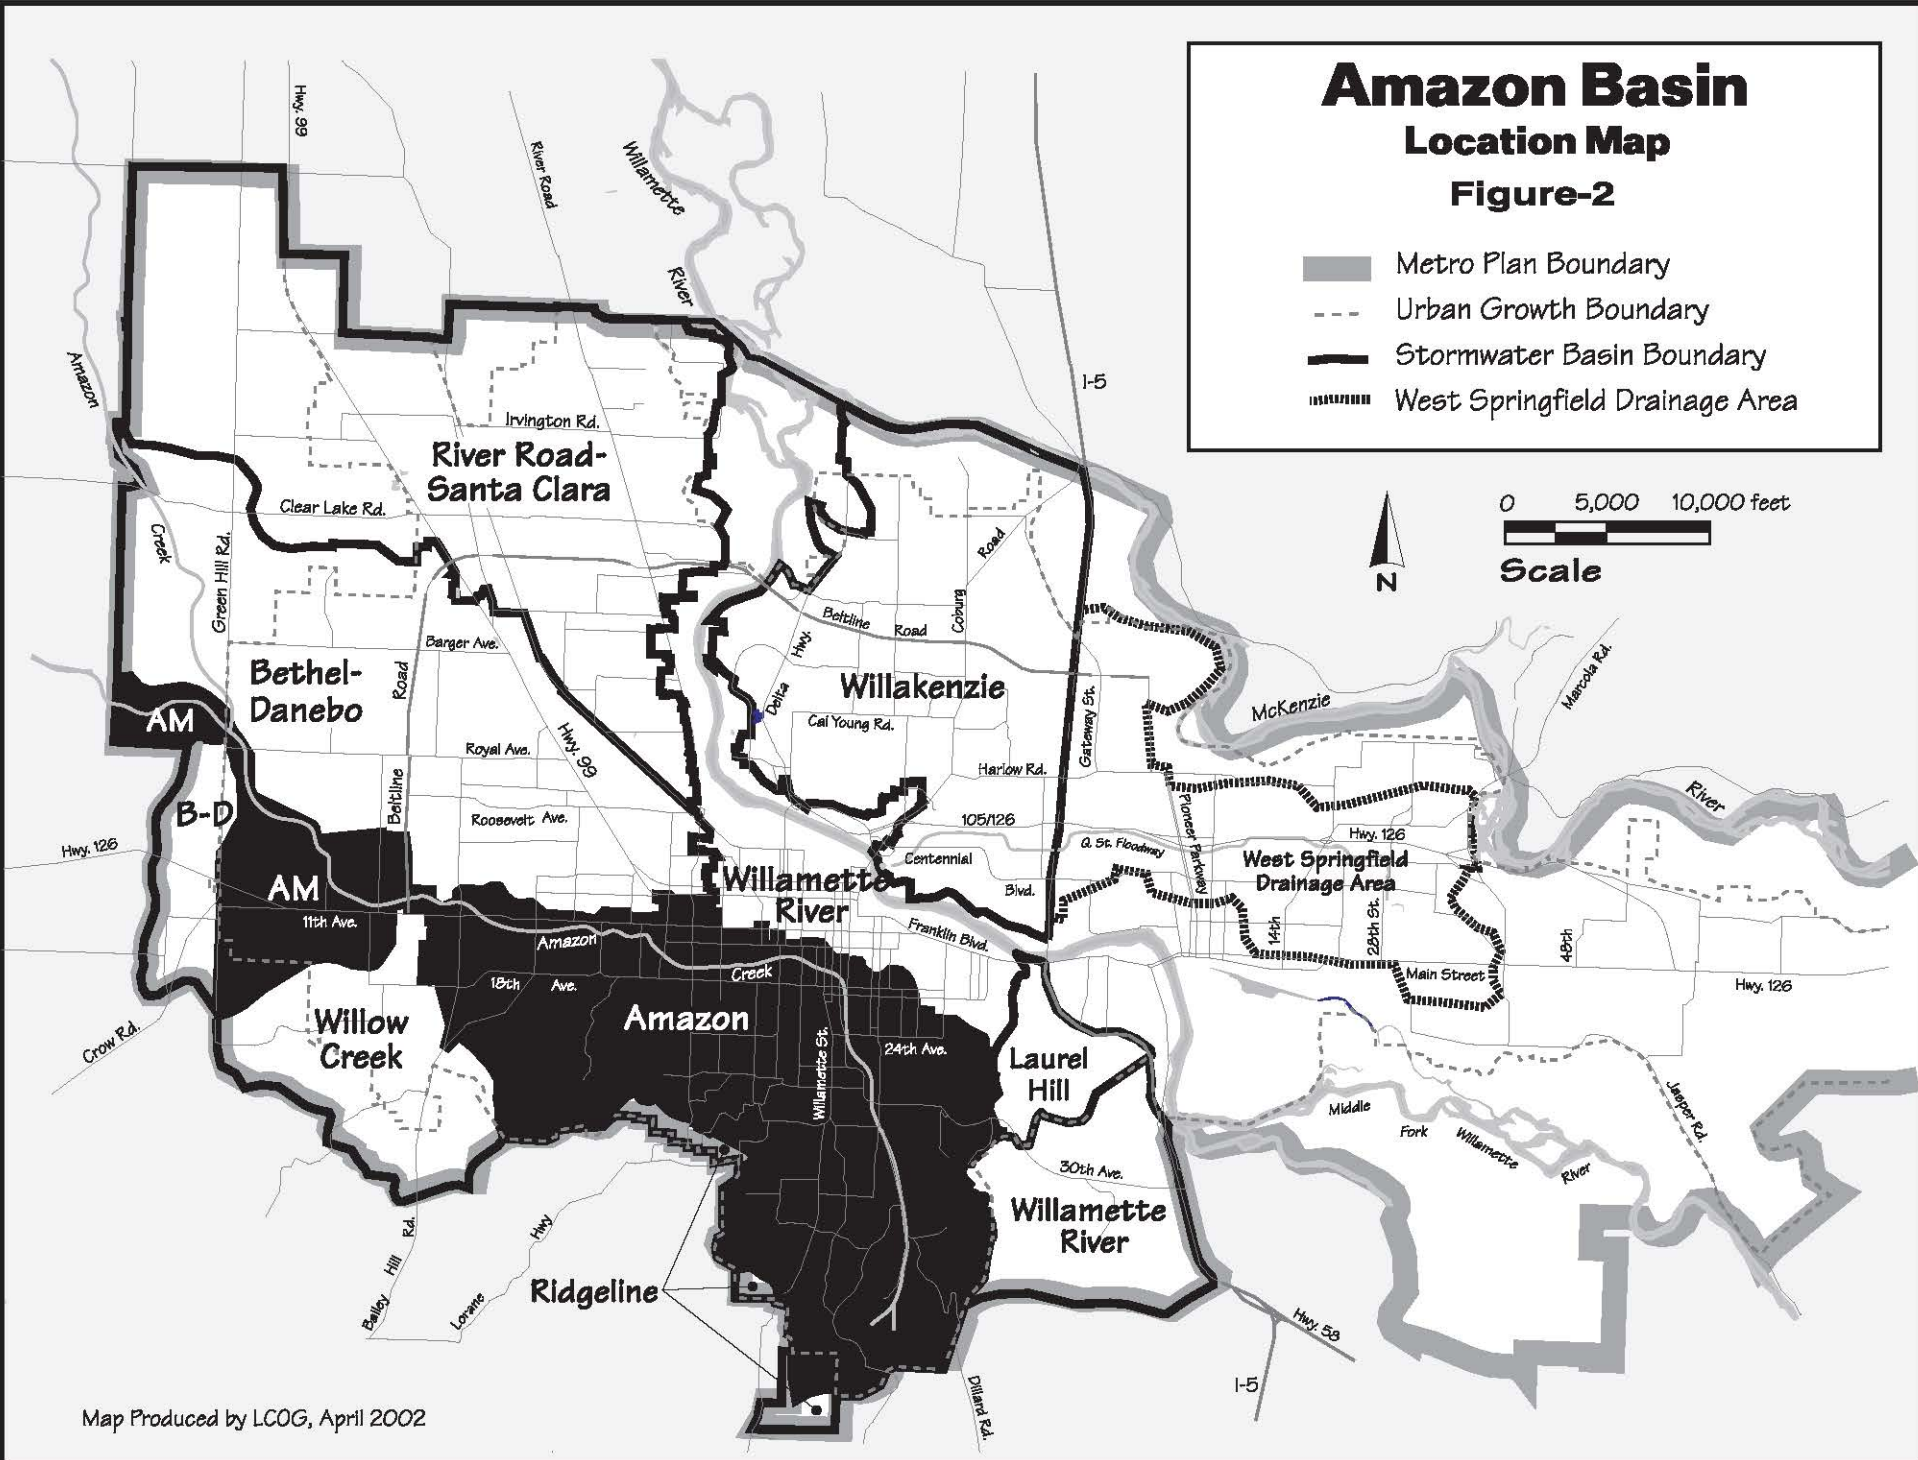 Amazon Basin
Location Map
Figure-2
Metro Plan Boundary
Urban Growth Boundary
Stormwater Basin Boundary
West Springfield Drainage Area
0 5,000 10,000 feet
Scale
N
Hwy. 99
River Road
Willamette
River
I-5
Amazon
Creek
Irvington Rd.
River Road-
Santa Clara
Clear Lake Rd.
Green Hill Rd.
Road
Coburg
Beltline Road
Barger Ave.
Bethel-
Danebo
Road
Beltline
Hwy.
Delta
Willakenzie
Cal Young Rd.
Gateway St.
McKenzie
Marcola Rd.
AM
Royal Ave.
Hwy. 99
Harlow Rd.
River
B-D
Roosevelt Ave.
105/126
Pioneer Parkway
Hwy. 126
Hwy. 126
Q. St. Floodway
Centennial
Blvd.
West Springfield
Drainage Area
AM
Willamette
River
11th Ave.
Franklin Blvd.
14th
28th St.
48th
Amazon
Creek
18th Ave.
Main Street
Hwy. 126
Willow
Creek
Amazon
Willamette St.
24th Ave.
Laurel
Hill
Crow Rd.
Middle
Fork
Willamette
River
Jasper Rd.
30th Ave.
Willamette
River
Bailey Hill Rd.
Lorane Hwy
Ridgeline
Hwy. 58
I-5
Dillard Rd.
Map Produced by LCOG, April 2002